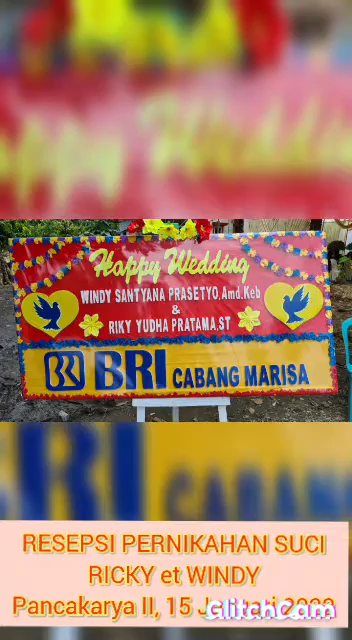 Happy Wedding
WINDY SANTYANA PRASETYO,Amd.Keb
&
RIKY YUDHA PRATAMA,ST
BRI CABANG MARISA
RESEPSI PERNIKAHAN SUCI
RICKY et WINDY
Pancakarya II, 15
GlitchCam